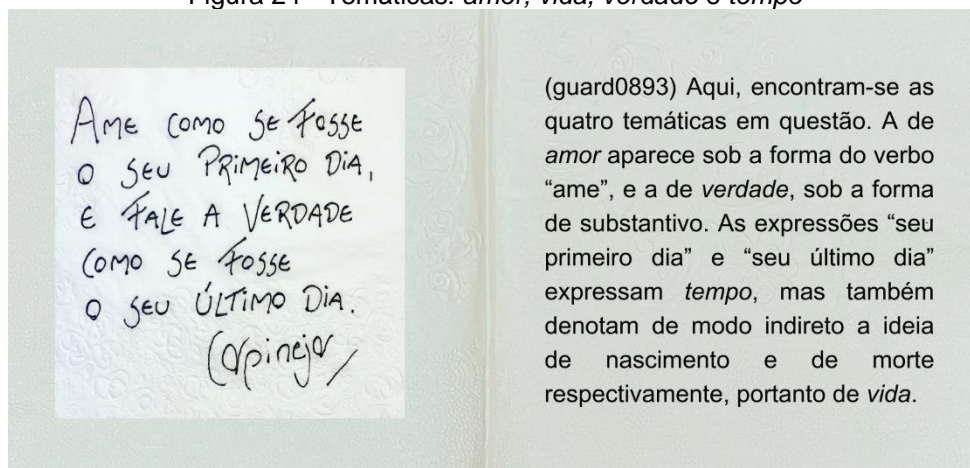 Figura 21 - Temáticas: amor, vida, verdade e tempo
AME COMO SE FOSSE
O SEU PRIMEIRO DIA,
E FALE A VERDADE
COMO SE FOSSE
O SEU ÚLTIMO DIA.
Carpinejar
(guard0893) Aqui, encontram-se as
quatro temáticas em questão. A de
amor aparece sob a forma do verbo
“ame”, e a de verdade, sob a forma
de substantivo. As expressões “seu
primeiro dia” e “seu último dia”
expressam tempo, mas também
denotam de modo indireto a ideia
de nascimento e de morte
respectivamente, portanto de vida.